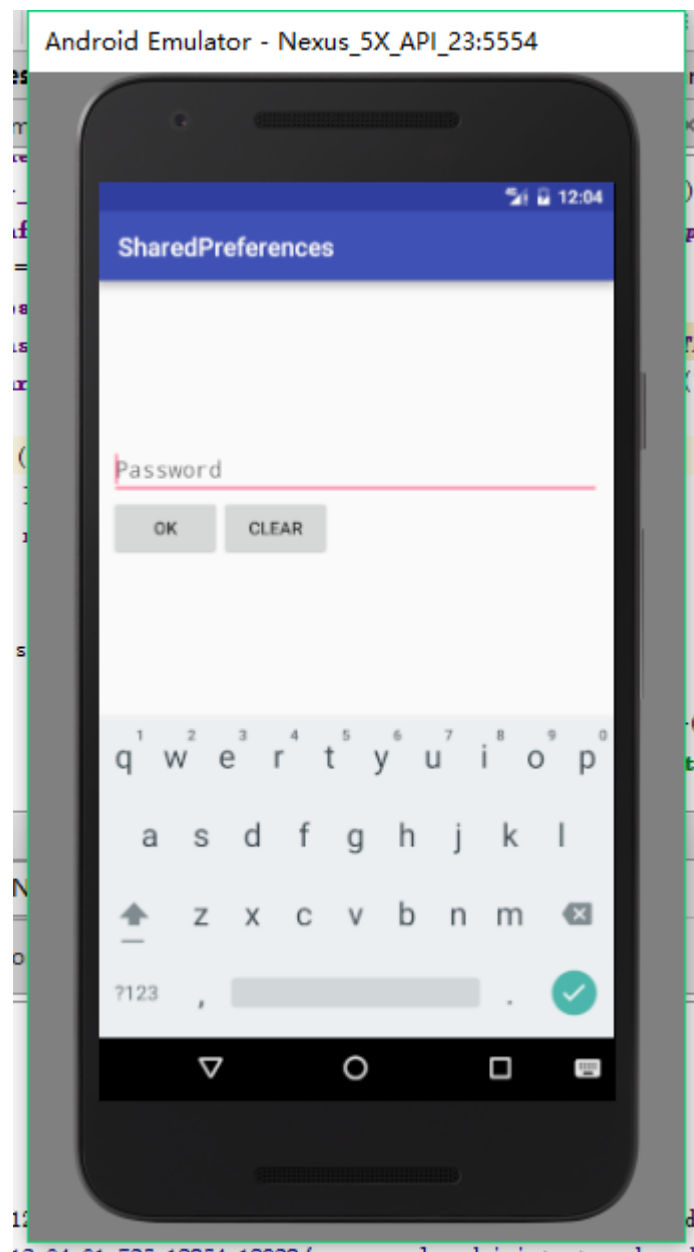 Android Emulator - Nexus_5X_API_23:5554
12:04
SharedPreferences
Password
OK CLEAR
1 2 3 4 5 6 7 8 9 0
q w e r t y u i o p
a s d f g h j k l
z x c v b n m
?123 , .